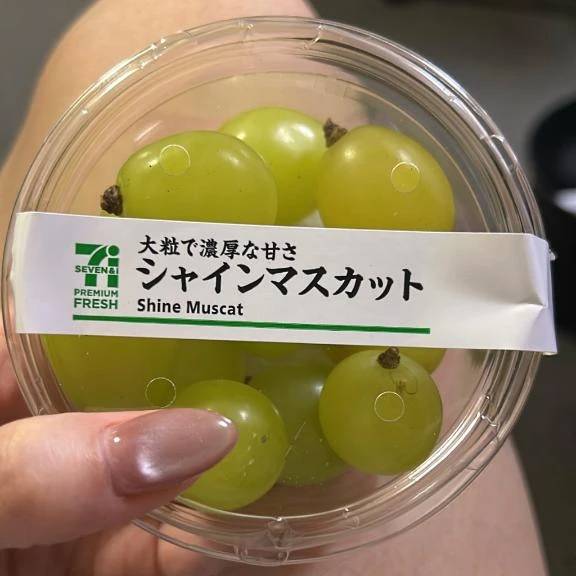 7i
SEVEN&I
PREMIUM
FRESH
大粒で濃厚な甘さ
シャインマスカット
Shine Muscat